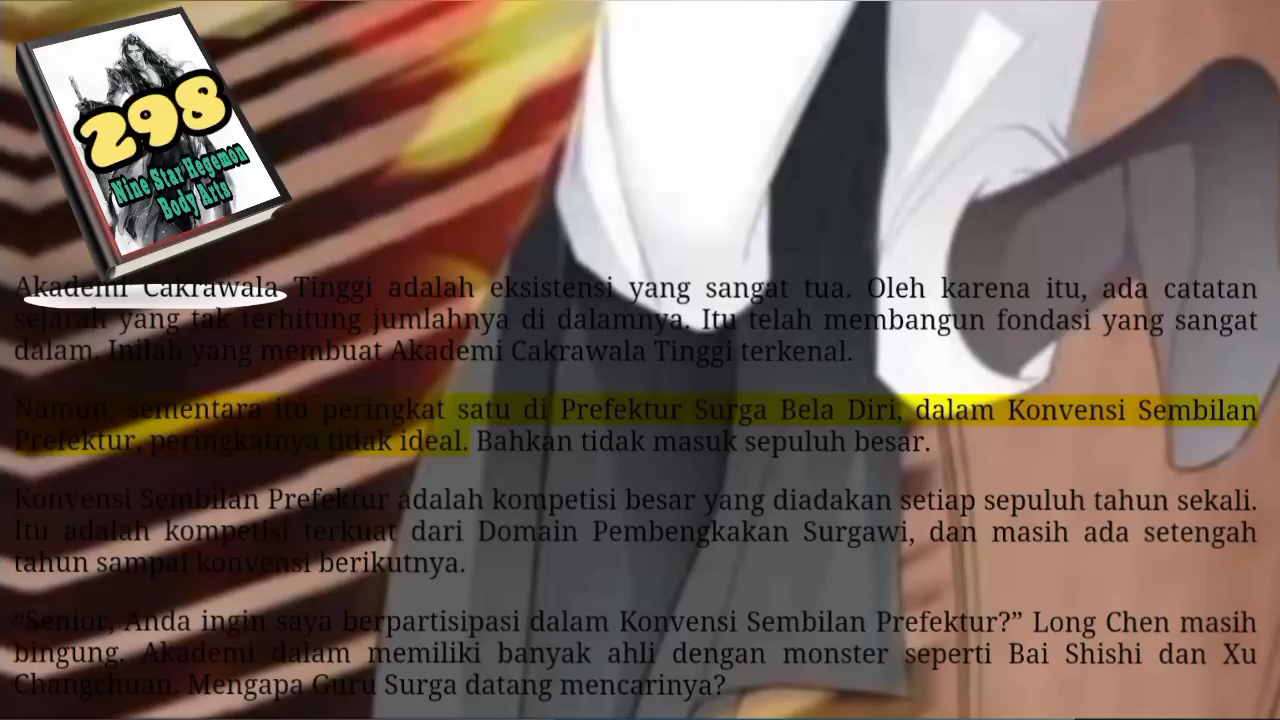 298
Nine Star Hegemon
Body Arts
Akademi Cakrawala Tinggi adalah eksistensi yang sangat tua. Oleh karena itu, ada catatan
sejarah yang tak terhitung jumlahnya di dalamnya. Itu telah membangun fondasi yang sangat
dalam. Inilah yang membuat Akademi Cakrawala Tinggi terkenal.
Namun, sementara itu peringkat satu di Prefektur Surga Bela Diri, dalam Konvensi Sembilan
Prefektur, peringkatnya tidak ideal. Bahkan tidak masuk sepuluh besar.
Konvensi Sembilan Prefektur adalah kompetisi besar yang diadakan setiap sepuluh tahun sekali.
Itu adalah kompetisi terkuat dari Domain Pembengkakan Surgawi, dan masih ada setengah
tahun sampai konvensi berikutnya.
“Senior, Anda ingin saya berpartisipasi dalam Konvensi Sembilan Prefektur?” Long Chen masih
bingung. Akademi dalam memiliki banyak ahli dengan monster seperti Bai Shishi dan Xu
Changchuan. Mengapa Guru Surga datang mencarinya?